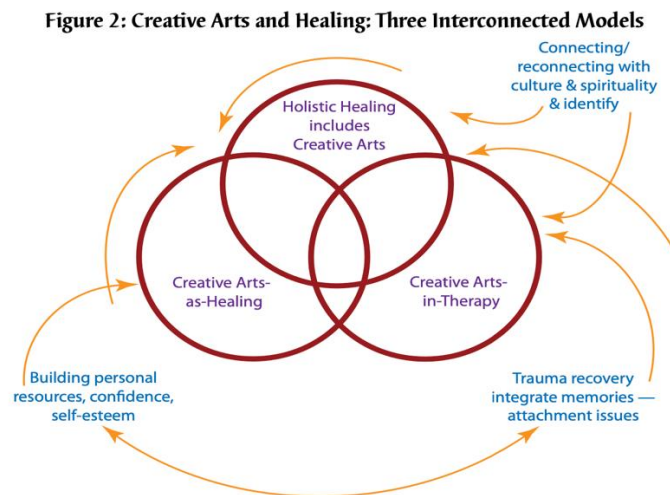 Figure 2: Creative Arts and Healing: Three Interconnected Models
Connecting/
reconnecting with
culture & spirituality
& identify
Holistic Healing
includes
Creative Arts
Creative Arts-
as-Healing
Creative Arts-
in-Therapy
Building personal
resources, confidence,
self-esteem
Trauma recovery
integrate memories —
attachment issues